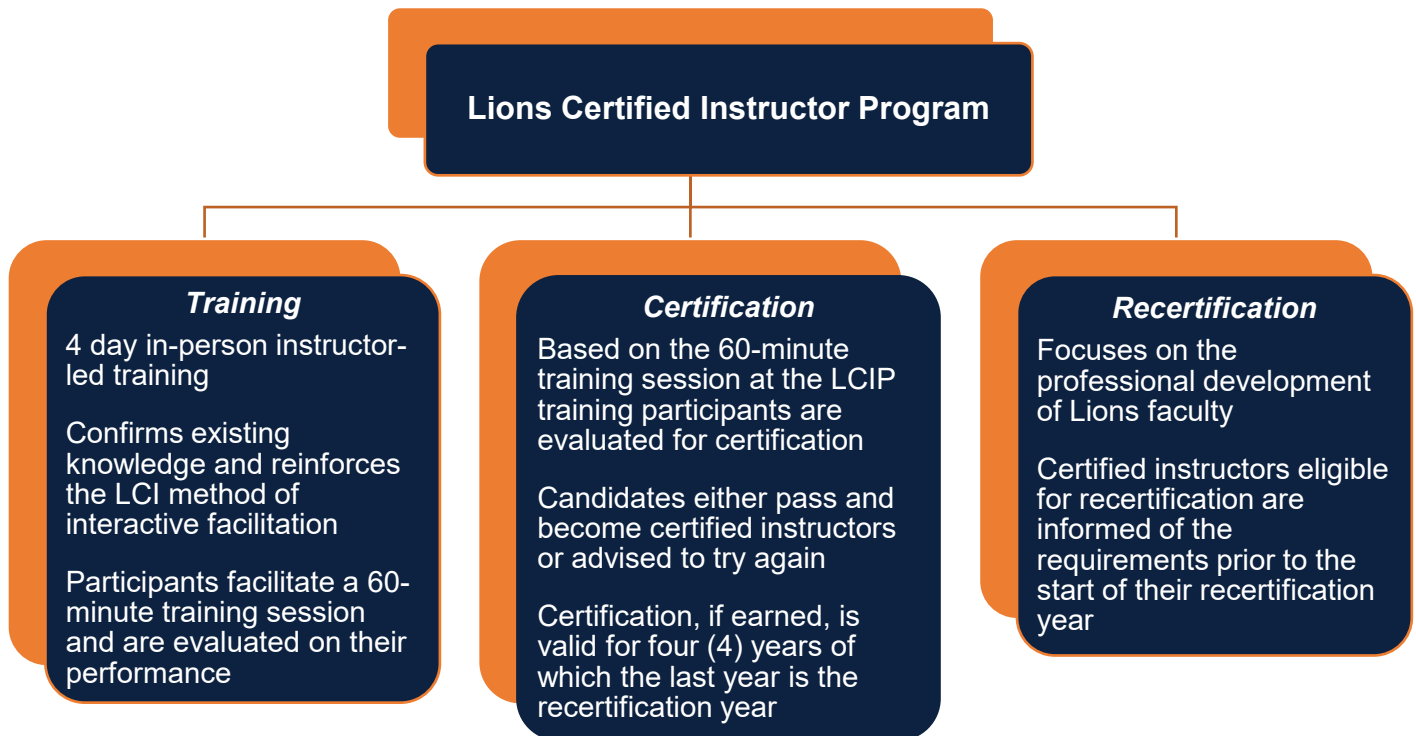 Lions Certified Instructor Program
Training
4 day in-person instructor-
led training
Confirms existing
knowledge and reinforces
the LCI method of
interactive facilitation
Participants facilitate a 60-
minute training session
and are evaluated on their
performance
Certification
Based on the 60-minute
training session at the LCIP
training participants are
evaluated for certification
Candidates either pass and
become certified instructors
or advised to try again
Certification, if earned, is
valid for four (4) years of
which the last year is the
recertification year
Recertification
Focuses on the
professional development
of Lions faculty
Certified instructors eligible
for recertification are
informed of the
requirements prior to the
start of their recertification
year